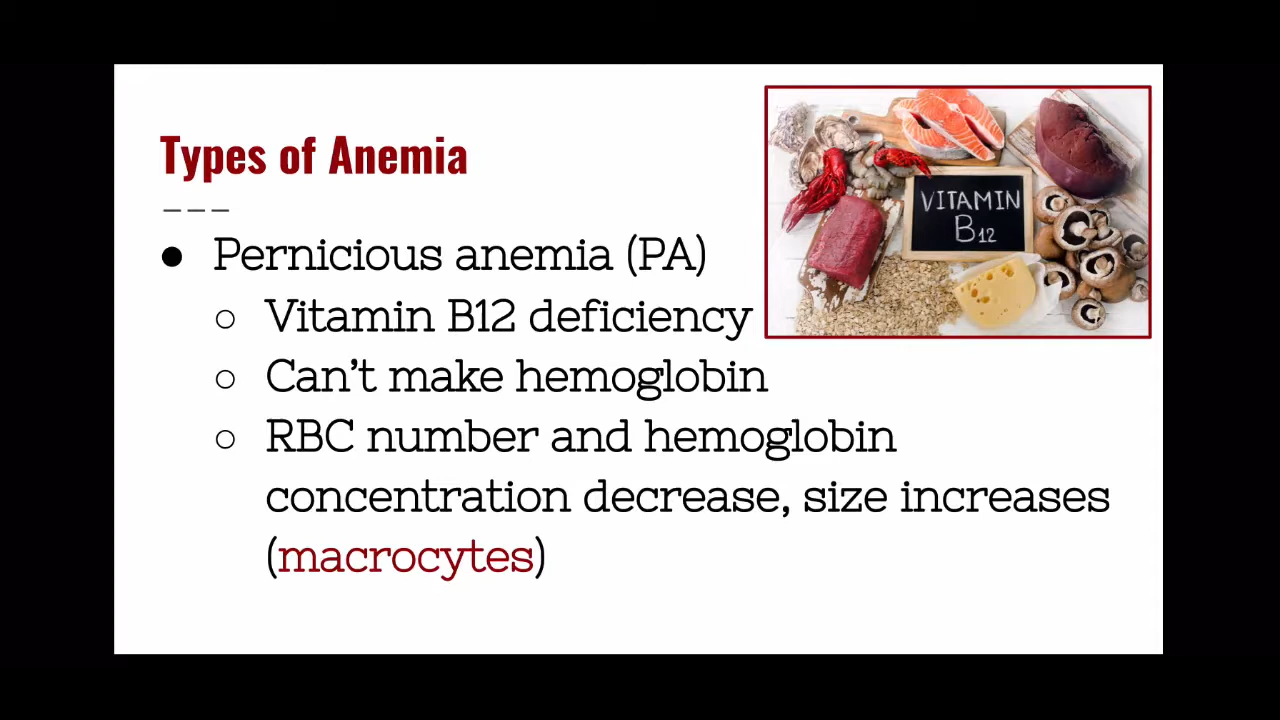 Types of Anemia
VITAMIN
B12
● Pernicious anemia (PA)
○ Vitamin B12 deficiency
○ Can't make hemoglobin
○ RBC number and hemoglobin
concentration decrease, size increases
(macrocytes)